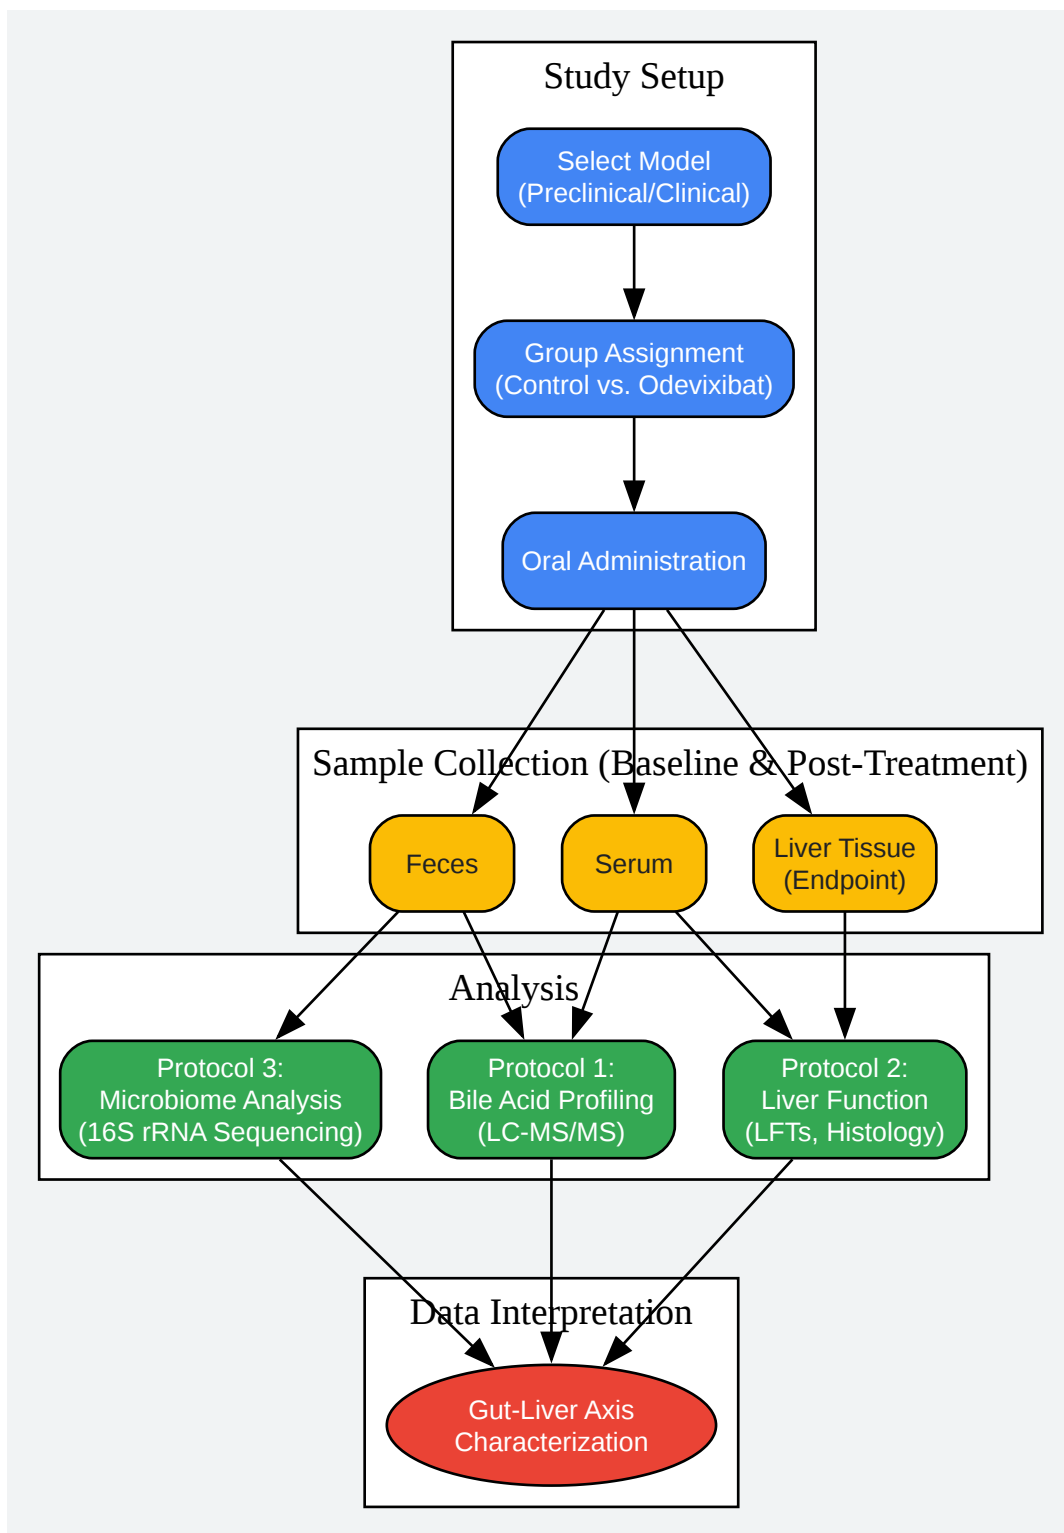 Study Setup
Select Model
(Preclinical/Clinical)
Group Assignment
(Control vs. Odevixibat)
Oral Administration
Sample Collection (Baseline & Post-Treatment)
Feces
Serum
Liver Tissue
(Endpoint)
Analysis
Protocol 3:
Microbiome Analysis
(16S rRNA Sequencing)
Protocol 1:
Bile Acid Profiling
(LC-MS/MS)
Protocol 2:
Liver Function
(LFTs, Histology)
Data Interpretation
Gut-Liver Axis
Characterization